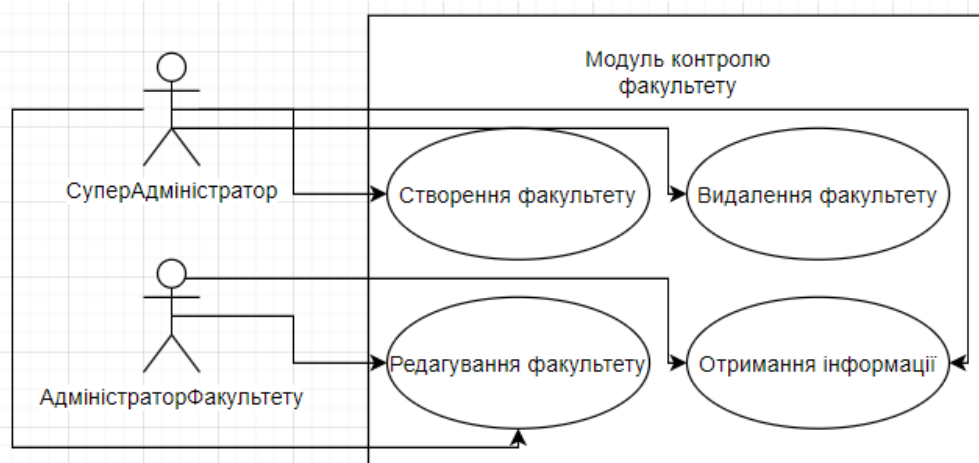 Модуль контролю
факультету
СуперАдміністратор
Створення факультету
Видалення факультету
АдміністраторФакультету
Редагування факультету
Отримання інформації